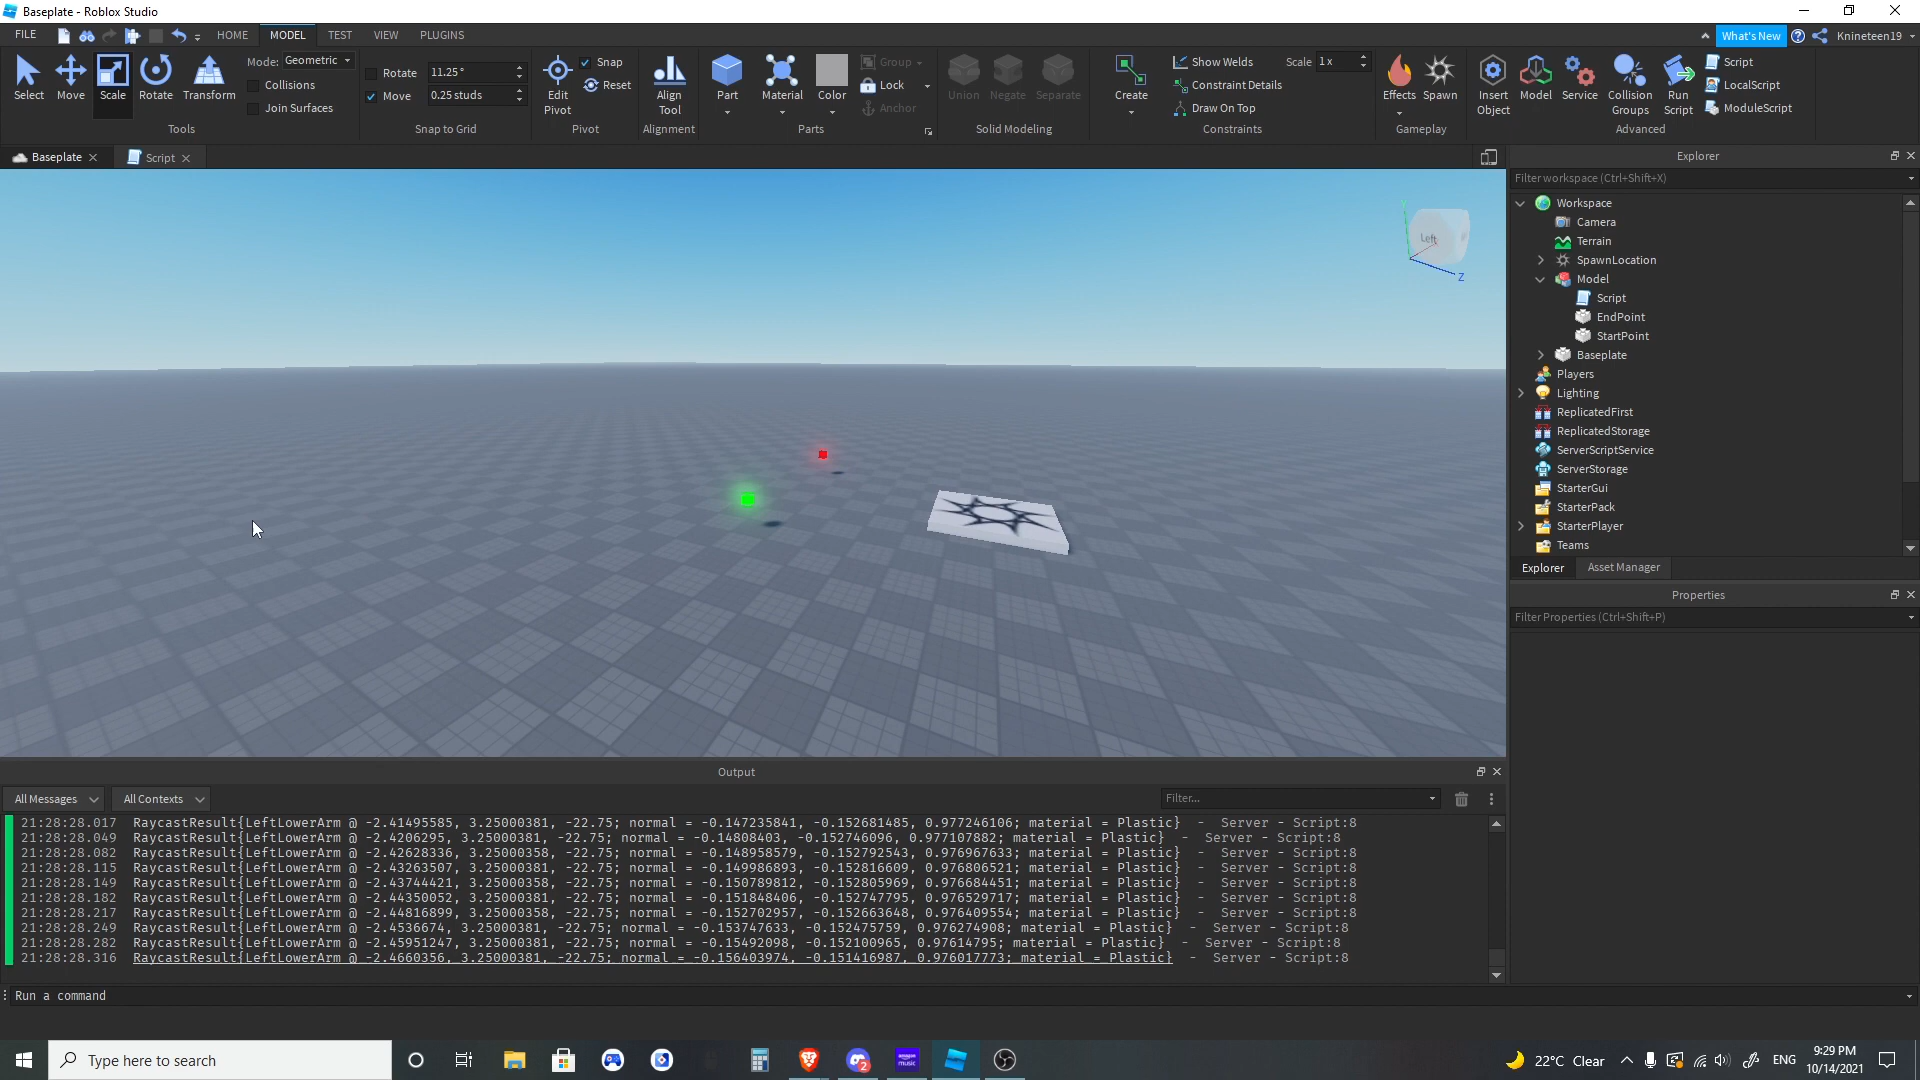 Baseplate - Roblox Studio
FILE HOME MODEL TEST VIEW PLUGINS What's New Knineteen19
Select Move Scale Rotate Transform
Mode: Geometric
Collisions
Join Surfaces
Tools
Rotate 11.25°
Move 0.25 studs
Snap to Grid
Edit Pivot
Snap
Reset
Pivot
Align Tool
Alignment
Part Material Color
Group
Lock
Anchor
Parts
Union Negate Separate
Solid Modeling
Create
Show Welds Scale 1 x
Constraint Details
Draw On Top
Constraints
Effects Spawn
Gameplay
Insert Object Model Service Collision Groups Run Script
Script
LocalScript
ModuleScript
Advanced
Baseplate Script
Left
Z
Explorer
Filter workspace (Ctrl+Shift+X)
Workspace
Camera
Terrain
SpawnLocation
Model
Script
EndPoint
StartPoint
Baseplate
Players
Lighting
ReplicatedFirst
ReplicatedStorage
ServerScriptService
ServerStorage
StarterGui
StarterPack
StarterPlayer
Teams
Explorer Asset Manager
Properties
Filter Properties (Ctrl+Shift+P)
Output
All Messages All Contexts Filter...
21:28:28.017 RaycastResult{LeftLowerArm @ -2.41495585, 3.25000381, -22.75; normal = -0.147235841, -0.152681485, 0.977246106; material = Plastic} - Server - Script:8
21:28:28.049 RaycastResult{LeftLowerArm @ -2.4206295, 3.25000381, -22.75; normal = -0.14808403, -0.152746096, 0.977107882; material = Plastic} - Server - Script:8
21:28:28.082 RaycastResult{LeftLowerArm @ -2.42628336, 3.25000358, -22.75; normal = -0.148958579, -0.152792543, 0.976967633; material = Plastic} - Server - Script:8
21:28:28.115 RaycastResult{LeftLowerArm @ -2.43263507, 3.25000381, -22.75; normal = -0.149986893, -0.152816609, 0.976806521; material = Plastic} - Server - Script:8
21:28:28.149 RaycastResult{LeftLowerArm @ -2.43744421, 3.25000358, -22.75; normal = -0.150789812, -0.152805969, 0.976684451; material = Plastic} - Server - Script:8
21:28:28.182 RaycastResult{LeftLowerArm @ -2.44350052, 3.25000381, -22.75; normal = -0.151848406, -0.152747795, 0.976529717; material = Plastic} - Server - Script:8
21:28:28.217 RaycastResult{LeftLowerArm @ -2.44816899, 3.25000358, -22.75; normal = -0.152702957, -0.152663648, 0.976409554; material = Plastic} - Server - Script:8
21:28:28.249 RaycastResult{LeftLowerArm @ -2.4536674, 3.25000381, -22.75; normal = -0.153747633, -0.152475759, 0.976274908; material = Plastic} - Server - Script:8
21:28:28.282 RaycastResult{LeftLowerArm @ -2.45951247, 3.25000381, -22.75; normal = -0.15492098, -0.152100965, 0.97614795; material = Plastic} - Server - Script:8
21:28:28.316 RaycastResult{LeftLowerArm @ -2.4660356, 3.25000381, -22.75; normal = -0.156403974, -0.151416987, 0.976017773; material = Plastic} - Server - Script:8
Run a command
Type here to search
2
music
22°C Clear
ENG
9:29 PM
10/14/2021